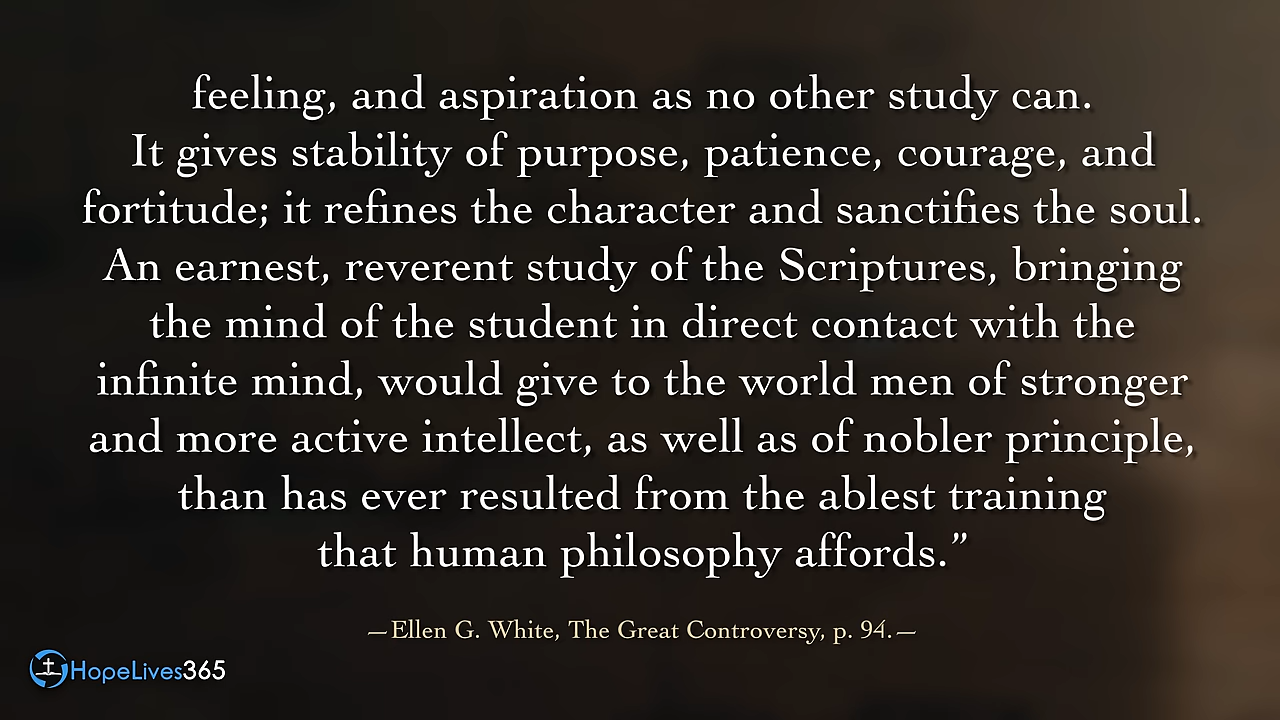 feeling, and aspiration as no other study can.
It gives stability of purpose, patience, courage, and
fortitude; it refines the character and sanctifies the soul.
An earnest, reverent study of the Scriptures, bringing
the mind of the student in direct contact with the
infinite mind, would give to the world men of stronger
and more active intellect, as well as of nobler principle,
than has ever resulted from the ablest training
that human philosophy affords.”
—Ellen G. White, The Great Controversy, p. 94.—
HopeLives365